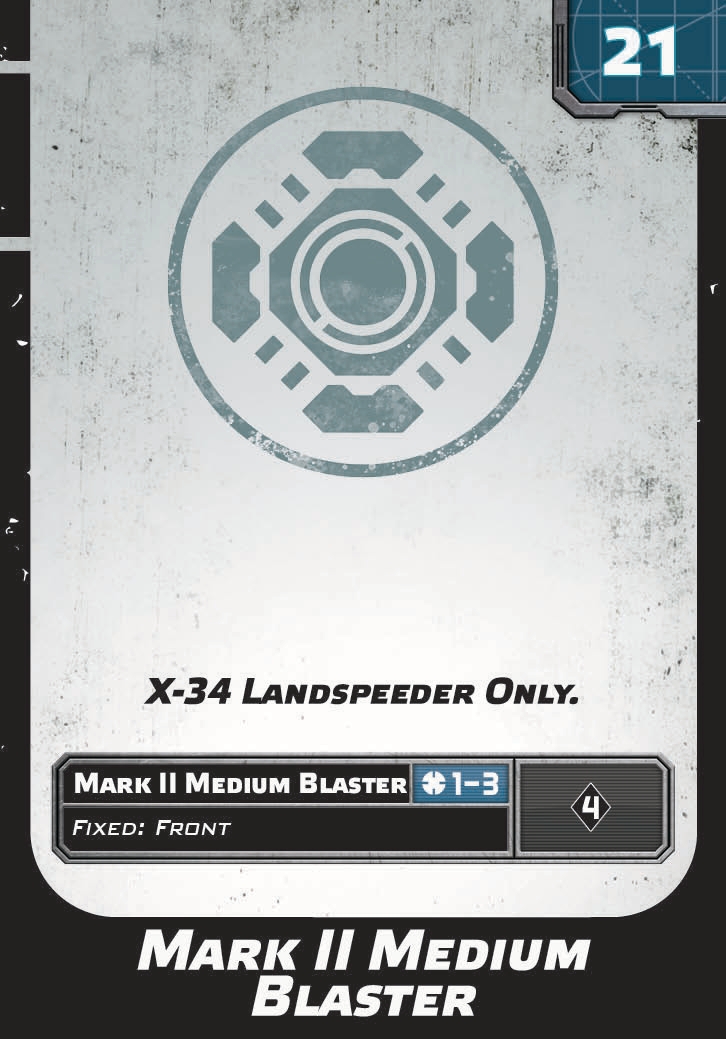 21
X-34 Landspeeder Only.
Mark II Medium Blaster 1–3
4
Fixed: Front
Mark II Medium
Blaster